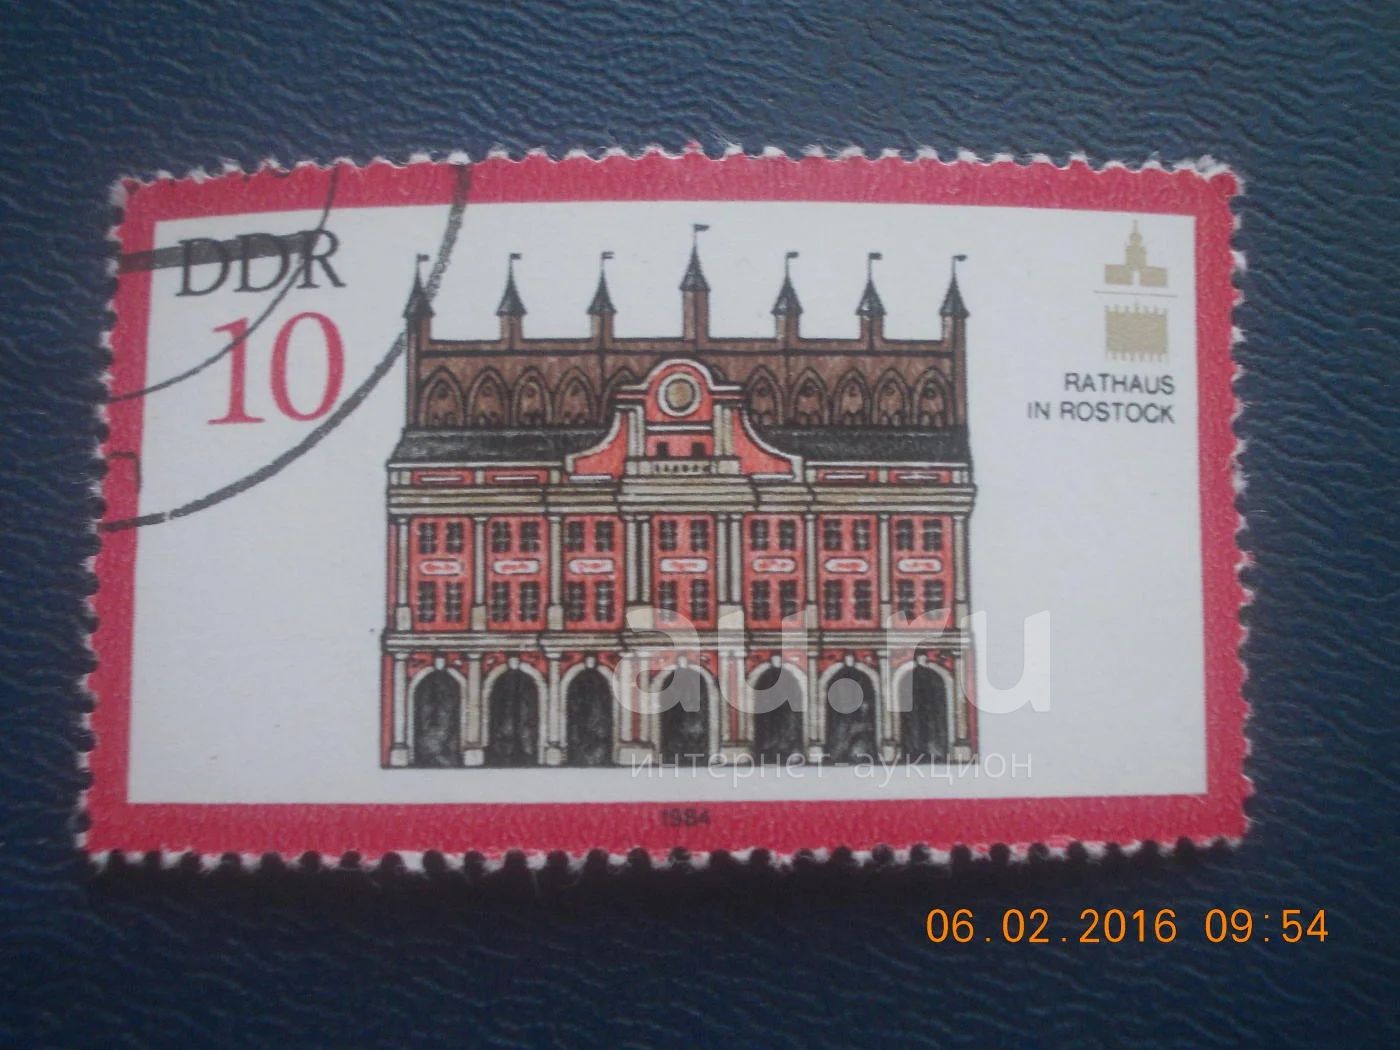 DDR
10
RATHAUS
IN ROSTOCK
au.ru
интернет-аукцион
1984
06.02.2016 09:54